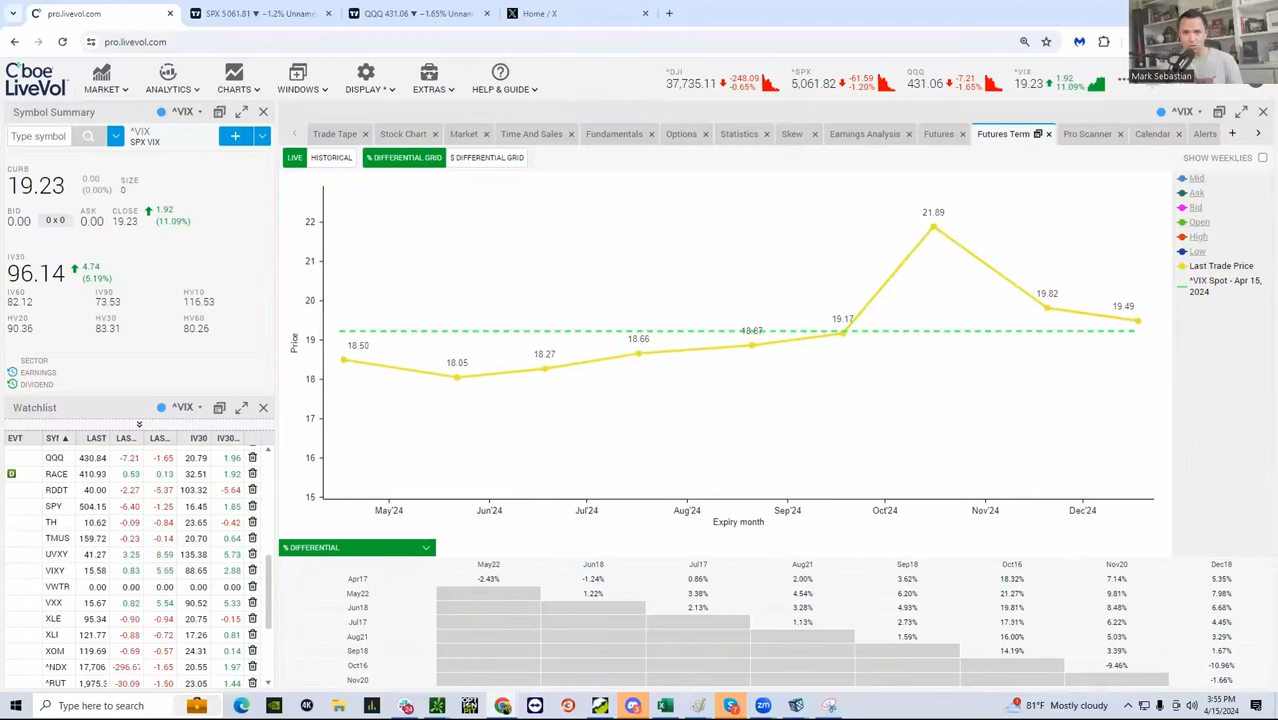 pro.livevol.com
SPX 5061.81 ▼ −1.2% Unnam
QQQ 431.06 ▼ −1.65% Unnam
Home / X
pro.livevol.com
Mark Sebastian
Cboe
LiveVol
MARKET
ANALYTICS
CHARTS
WINDOWS
DISPLAY *
EXTRAS
HELP & GUIDE
^DJI
37,735.11 -248.09
-0.65%
^SPX
5,061.82 -61.59
-1.20%
QQQ
431.06 -7.21
-1.65%
^VIX
19.23 1.92
11.09%
Symbol Summary
^VIX
Type symbol
^VIX
SPX VIX
CURB
19.23
0.00
(0.00%)
SIZE
0
BID
0.00
0 x 0
ASK
0.00
CLOSE
19.23
1.92
(11.09%)
IV30
96.14
4.74
(5.19%)
IV60 IV90 HV10
82.12 73.53 116.53
HV20 HV30 HV60
90.36 83.31 80.26
SECTOR
EARNINGS
DIVIDEND
Watchlist
^VIX
EVT SYI ▲ LAST LAS... LAS... IV30 IV30...
QQQ 430.84 -7.21 -1.65 20.79 1.96
D RACE 410.93 0.53 0.13 32.51 1.92
RDDT 40.00 -2.27 -5.37 103.32 -5.64
SPY 504.15 -6.40 -1.25 16.45 1.85
TH 10.62 -0.09 -0.84 23.65 -0.42
TMUS 159.72 -0.23 -0.14 20.70 0.64
UVXY 41.27 3.25 8.59 135.38 5.73
VIXY 15.58 0.83 5.65 88.65 2.88
VWTR 0.00 0.00 0.00 0.00 0.00
VXX 15.67 0.82 5.54 90.52 5.33
XLE 95.34 -0.90 -0.94 20.75 -0.15
XLI 121.77 -0.88 -0.72 17.26 0.81
XOM 119.69 -0.69 -0.57 24.31 0.14
^NDX 17,706 -296.67 -1.65 20.55 1.97
^RUT 1,975.3 -30.09 -1.50 23.05 1.44
^VIX
Trade Tape Stock Chart Market Time And Sales Fundamentals Options Statistics Skew Earnings Analysis Futures Futures Term Pro Scanner Calendar Alerts
LIVE HISTORICAL % DIFFERENTIAL GRID $ DIFFERENTIAL GRID
SHOW WEEKLIES
Mid
Ask
Bid
Open
High
Low
Last Trade Price
^VIX Spot - Apr 15,
2024
Price
22
21
20
19
18
17
16
15
18.50
18.05
18.27
18.66
18.87
19.17
21.89
19.82
19.49
May'24 Jun'24 Jul'24 Aug'24 Sep'24 Oct'24 Nov'24 Dec'24
Expiry month
% DIFFERENTIAL
May22 Jun18 Jul17 Aug21 Sep18 Oct16 Nov20 Dec18
Apr17 -2.43% -1.24% 0.86% 2.00% 3.62% 18.32% 7.14% 5.35%
May22 1.22% 3.38% 4.54% 6.20% 21.27% 9.81% 7.98%
Jun18 2.13% 3.28% 4.93% 19.81% 8.48% 6.68%
Jul17 1.13% 2.73% 17.31% 6.22% 4.45%
Aug21 1.59% 16.00% 5.03% 3.29%
Sep18 14.19% 3.39% 1.67%
Oct16 -9.46% -10.96%
Nov20 -1.66%
Type here to search
4K
zm
83°F Mostly cloudy
3:55 PM
4/15/2024